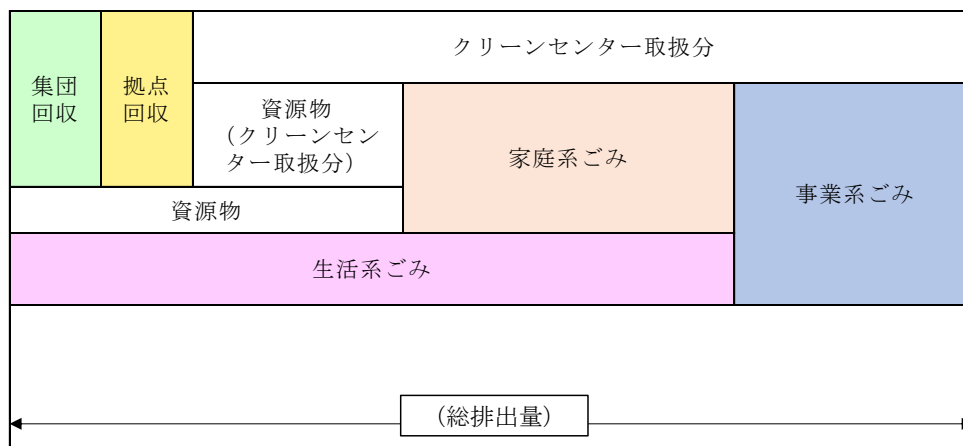 クリーンセンター取扱分
集団
回収
拠点
回収
資源物
（クリーンセン
ター取扱分）
家庭系ごみ
事業系ごみ
資源物
生活系ごみ
（総排出量）